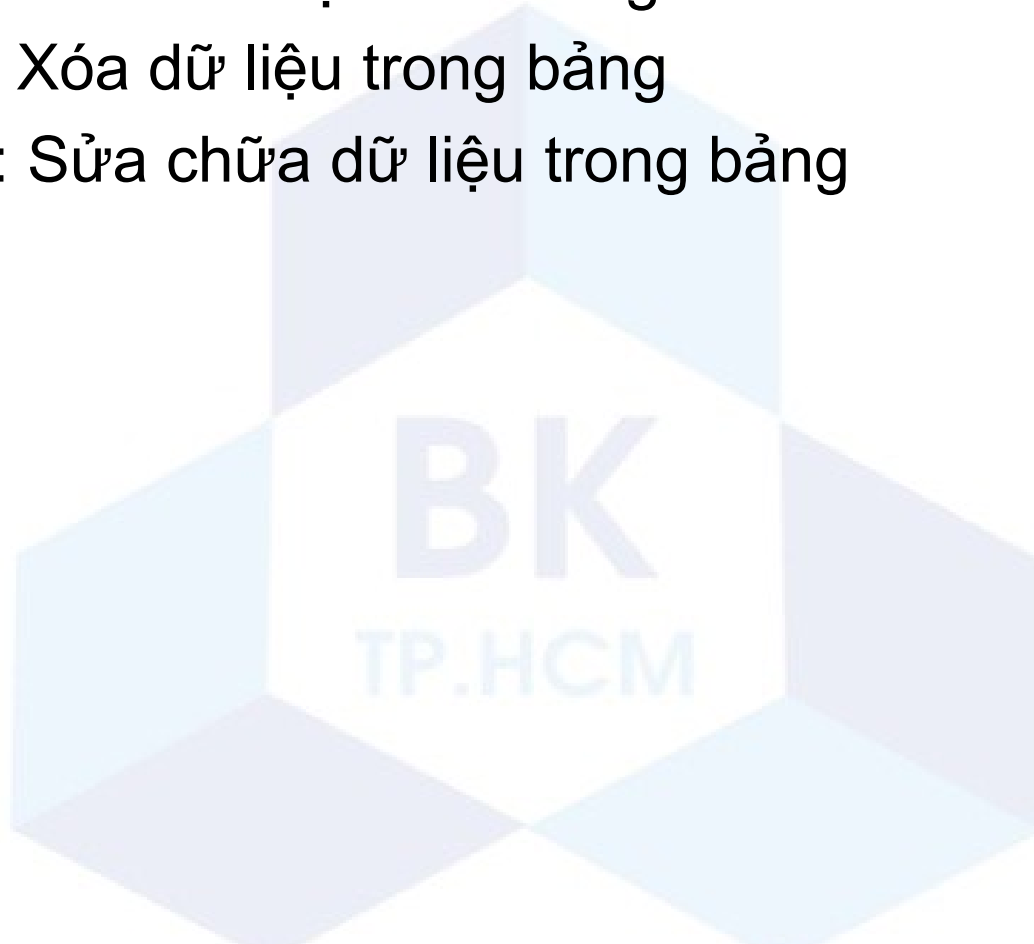 Xóa dữ liệu trong bảng
: Sửa chữa dữ liệu trong bảng
BK
TP.HCM